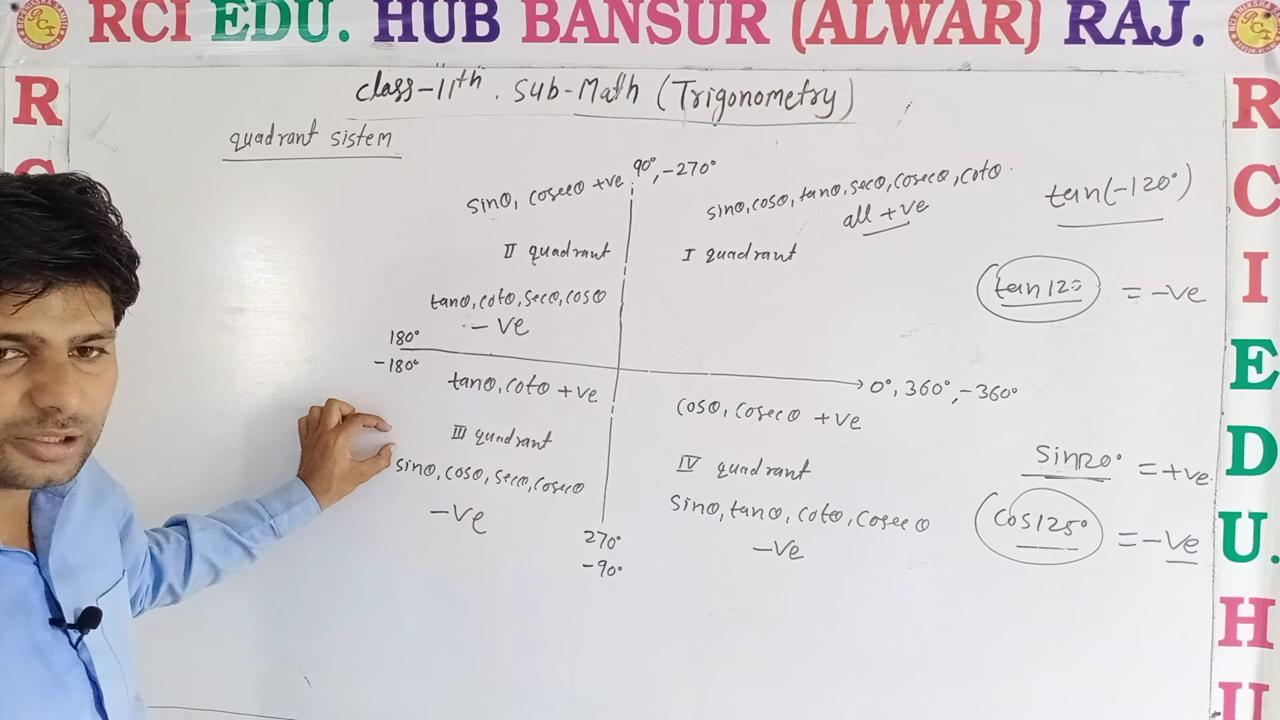 RCI EDU. HUB BANSUR (ALWAR) RAJ.
R
C
R
C
I
E
D
U.
H
U
Class-11th. Sub-Math (Trigonometry)
quadrant sistem
90°, -270°
sinθ, cosecθ +ve
II quadrant
tanθ, cotθ, secθ, cosθ
- ve
sinθ, cosθ, tanθ, secθ, cosecθ, cotθ.
all +ve
I quadrant
180°
-180°
0°, 360°, -360°
tanθ, cotθ +ve
III quadrant
sinθ, cosθ, secθ, cosecθ
-ve
cosθ, cosecθ +ve
IV quadrant
sinθ, tanθ, cotθ, cosecθ
-ve
270°
-90°
tan(-120°)
tan120 = -ve
sin120° = +ve.
cos125° = -ve